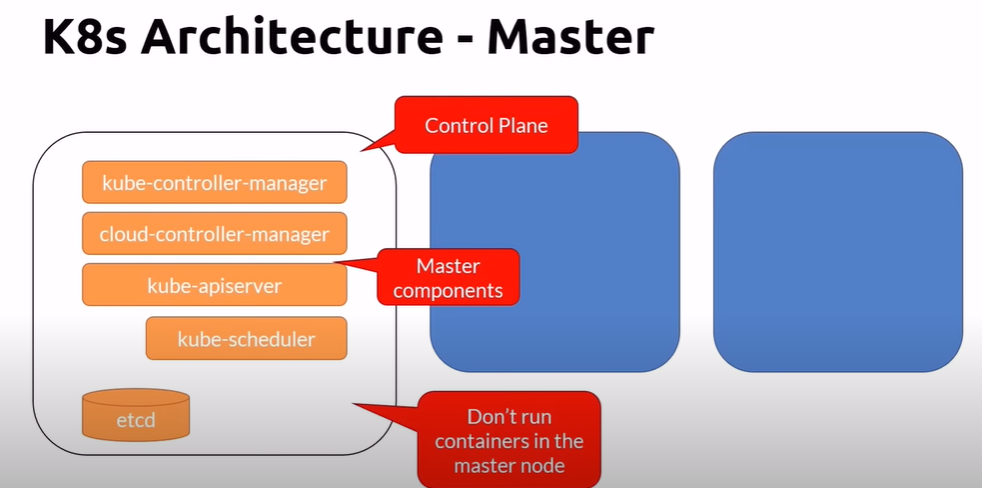 K8s Architecture - Master
Control Plane
kube-controller-manager
cloud-controller-manager
kube-apiserver
kube-scheduler
etcd
Master
components
Don’t run
containers in the
master node